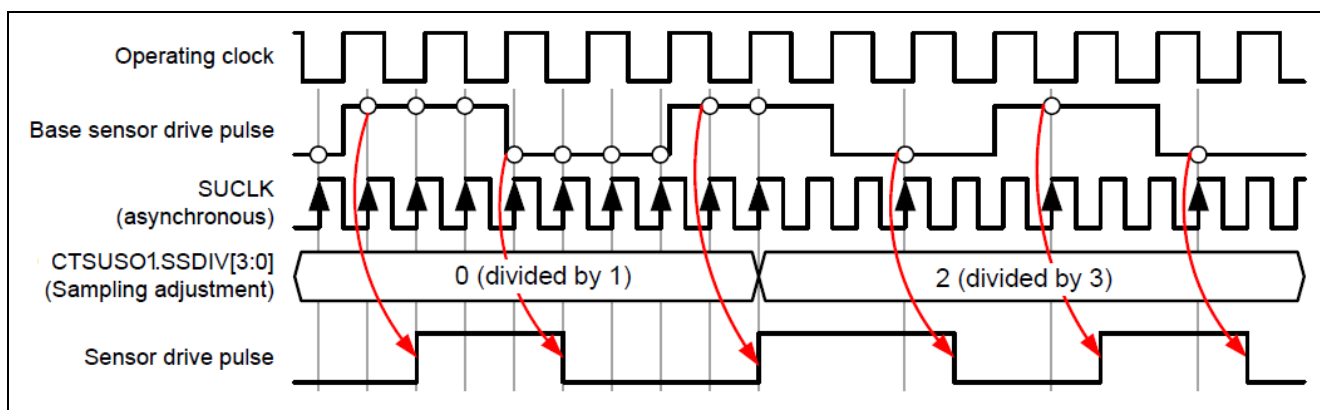 Operating clock
Base sensor drive pulse
SUCLK
(asynchronous)
CTSUSO1.SSDIV[3:0]
(Sampling adjustment)
0 (divided by 1)
2 (divided by 3)
Sensor drive pulse